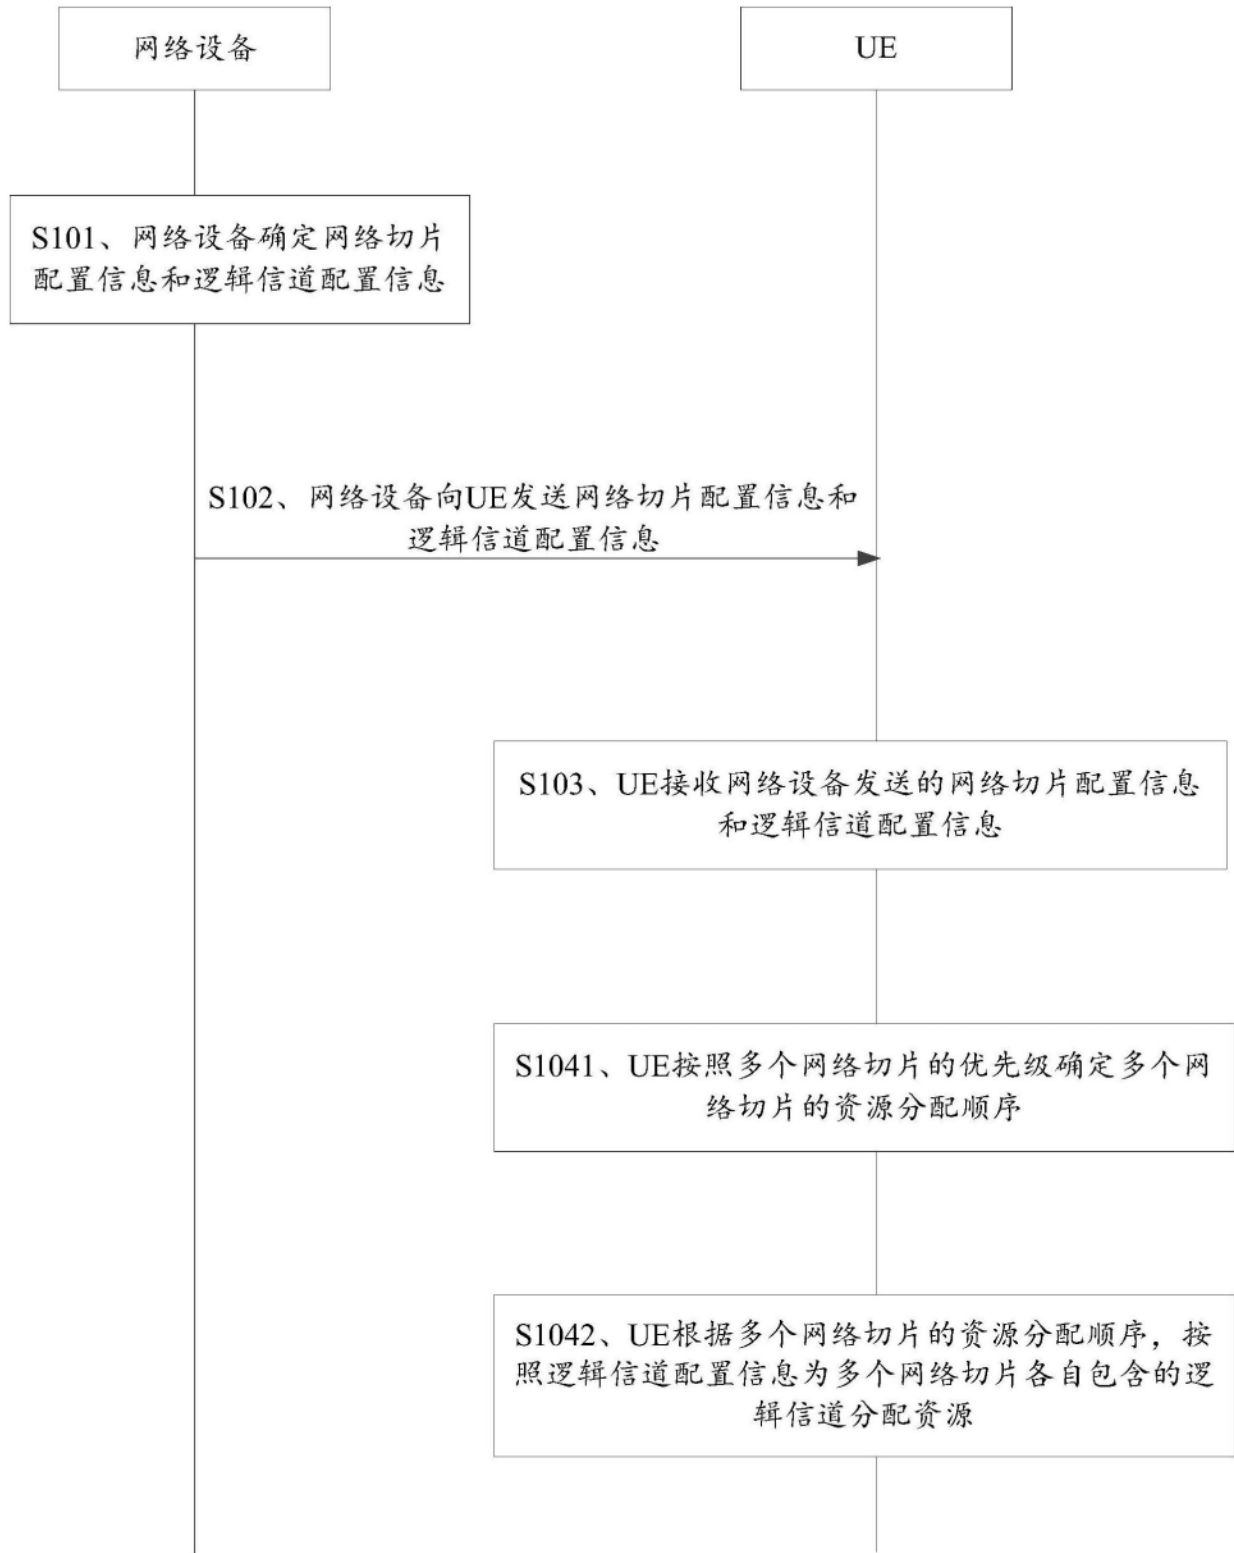 网络设备
UE
S101、网络设备确定网络切片
配置信息和逻辑信道配置信息
S102、网络设备向UE发送网络切片配置信息和
逻辑信道配置信息
S103、UE接收网络设备发送的网络切片配置信息
和逻辑信道配置信息
S1041、UE按照多个网络切片的优先级确定多个网
络切片的资源分配顺序
S1042、UE根据多个网络切片的资源分配顺序，按
照逻辑信道配置信息为多个网络切片各自包含的逻
辑信道分配资源